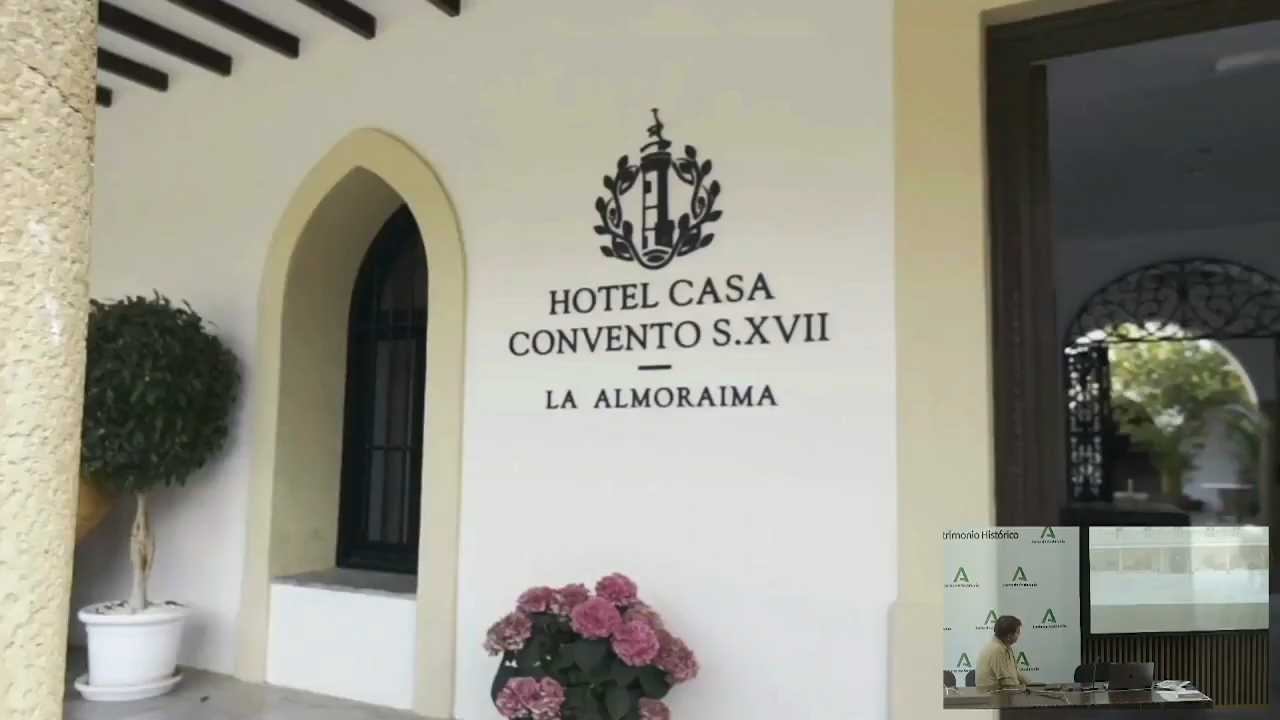 HOTEL CASA
CONVENTO S.XVII
LA ALMORAIMA
trimonio Histórico